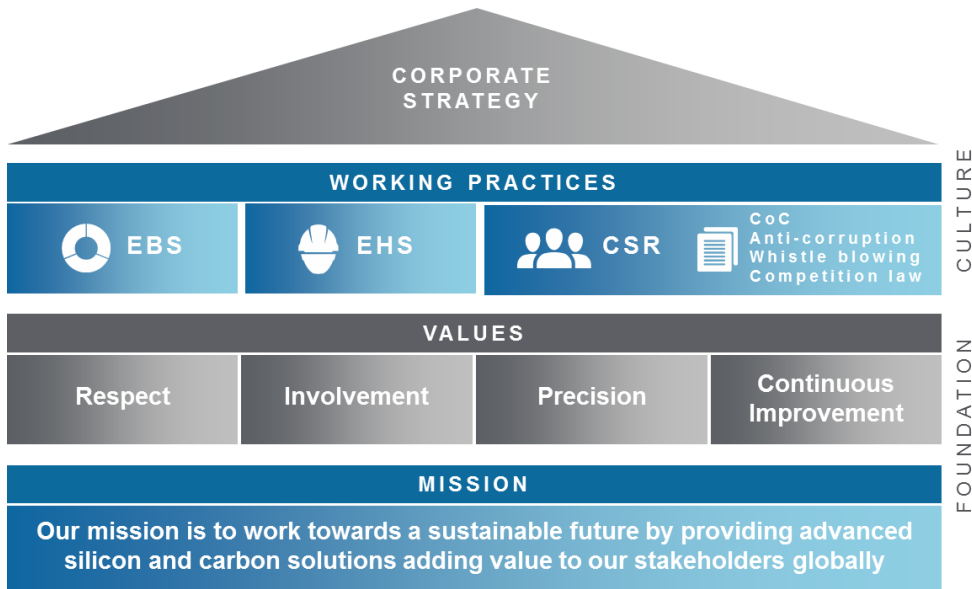 CORPORATE
STRATEGY
WORKING PRACTICES
EBS
EHS
CSR
CoC
Anti-corruption
Whistle blowing
Competition law
CULTURE
VALUES
Respect
Involvement
Precision
Continuous
Improvement
FOUNDATION
MISSION
Our mission is to work towards a sustainable future by providing advanced
silicon and carbon solutions adding value to our stakeholders globally